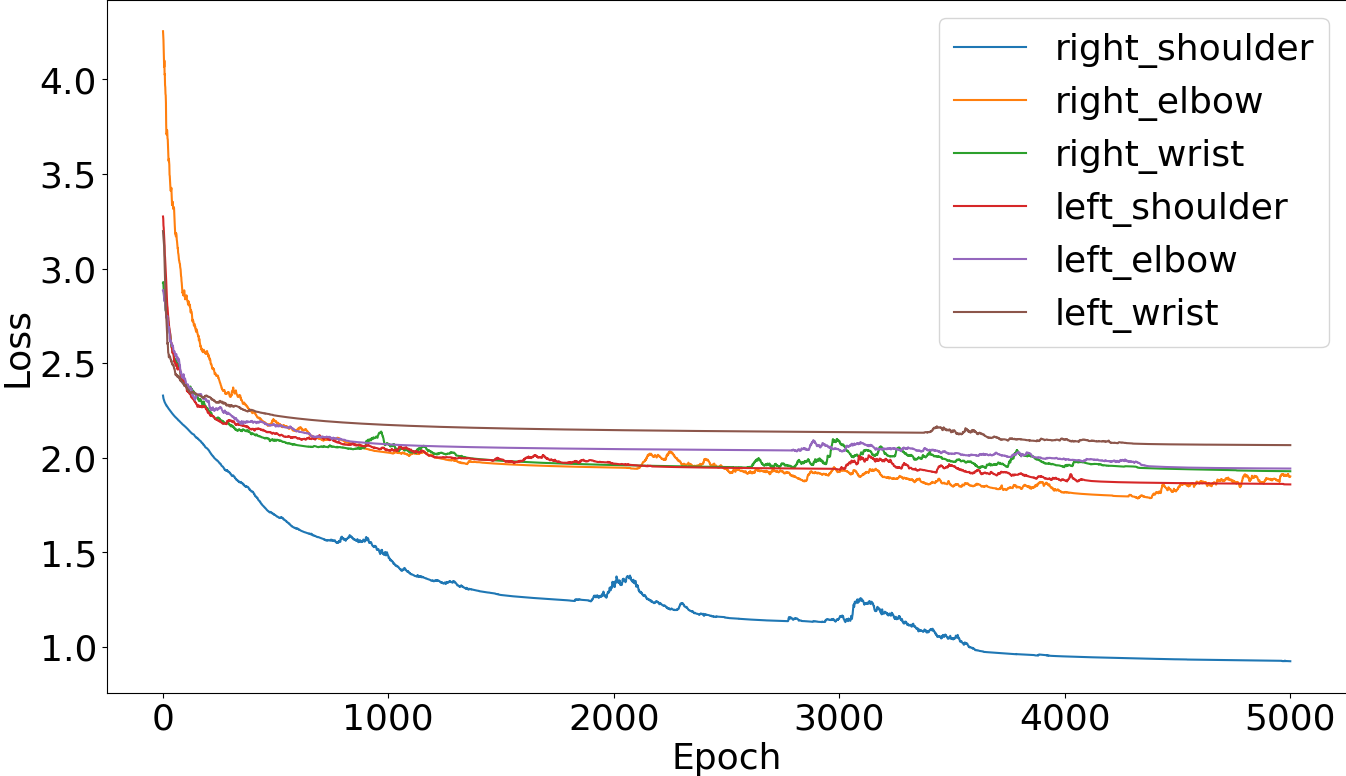 4.0
3.5
3.0
2.5
2.0
1.5
1.0
Loss
0 1000 2000 3000 4000 5000
Epoch
right_shoulder
right_elbow
right_wrist
left_shoulder
left_elbow
left_wrist